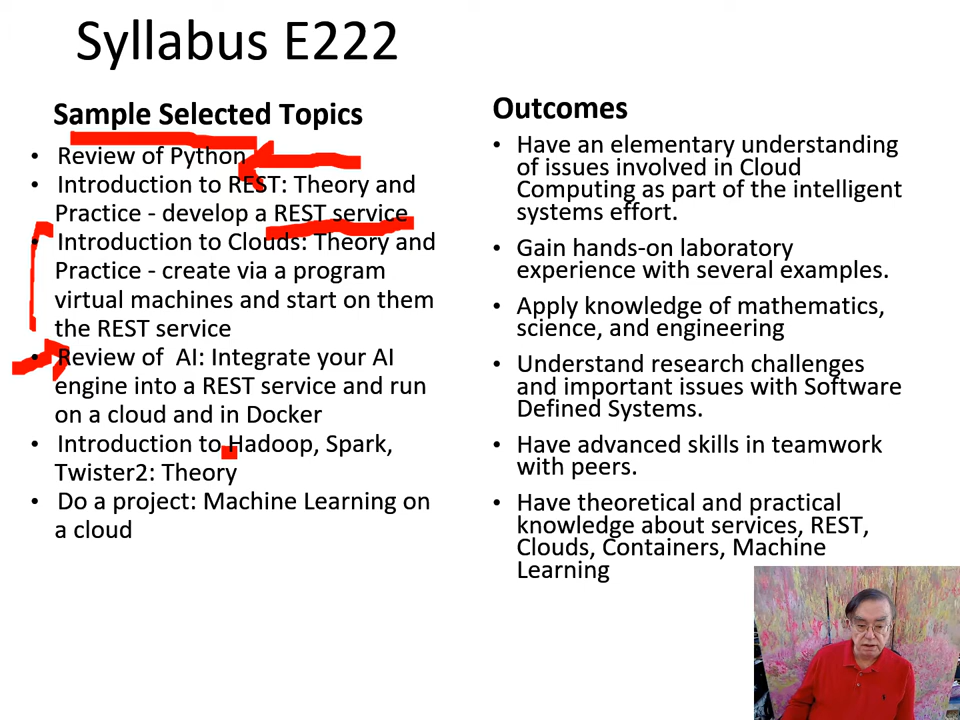 Syllabus E222
Sample Selected Topics
• Review of Python
• Introduction to REST: Theory and
Practice - develop a REST service
• Introduction to Clouds: Theory and
Practice - create via a program
virtual machines and start on them
the REST service
• Review of AI: Integrate your AI
engine into a REST service and run
on a cloud and in Docker
• Introduction to Hadoop, Spark,
Twister2: Theory
• Do a project: Machine Learning on
a cloud
Outcomes
• Have an elementary understanding
of issues involved in Cloud
Computing as part of the intelligent
systems effort.
• Gain hands-on laboratory
experience with several examples.
• Apply knowledge of mathematics,
science, and engineering
• Understand research challenges
and important issues with Software
Defined Systems.
• Have advanced skills in teamwork
with peers.
• Have theoretical and practical
knowledge about services, REST,
Clouds, Containers, Machine
Learning